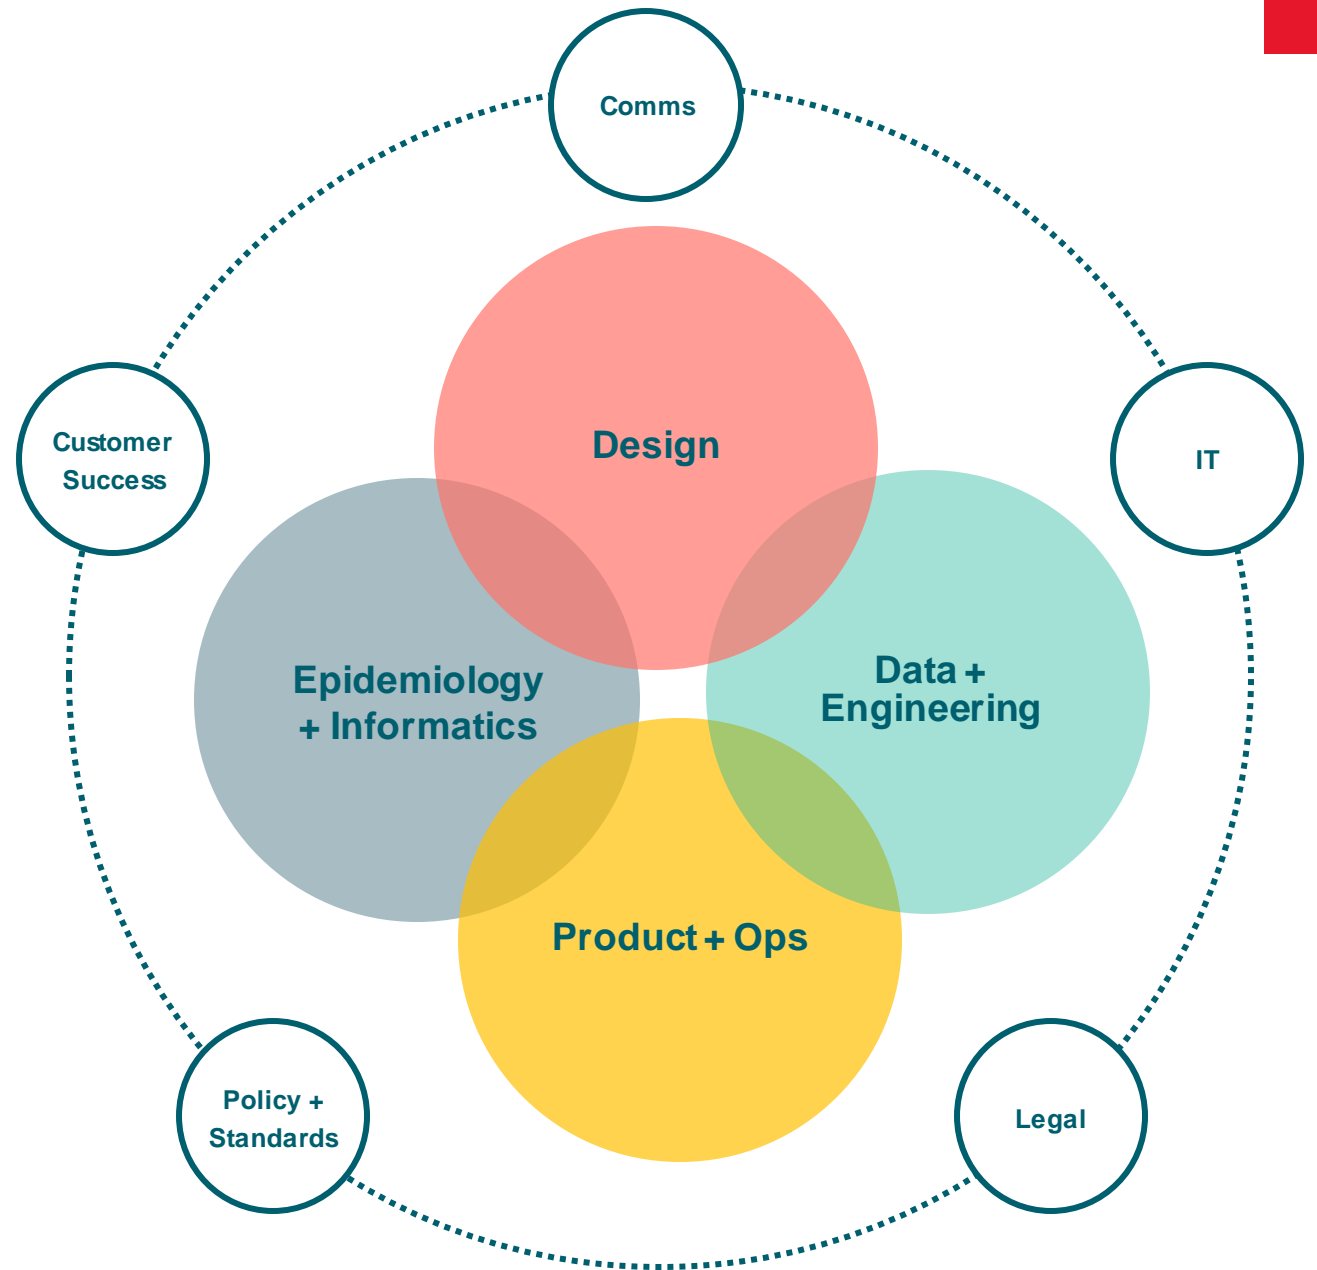 Comms
Design
Customer
Success
IT
Epidemiology
+ Informatics
Data +
Engineering
Product + Ops
Policy +
Standards
Legal